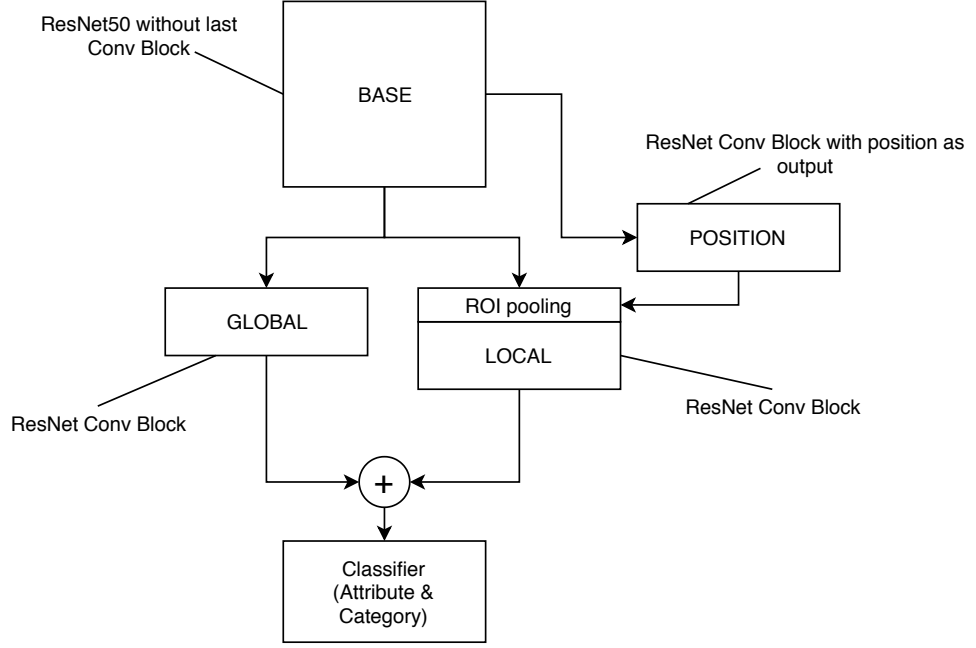 ResNet50 without last
Conv Block
BASE
ResNet Conv Block with position as
output
POSITION
ROI pooling
GLOBAL
LOCAL
ResNet Conv Block
ResNet Conv Block
+
Classifier
(Attribute &
Category)